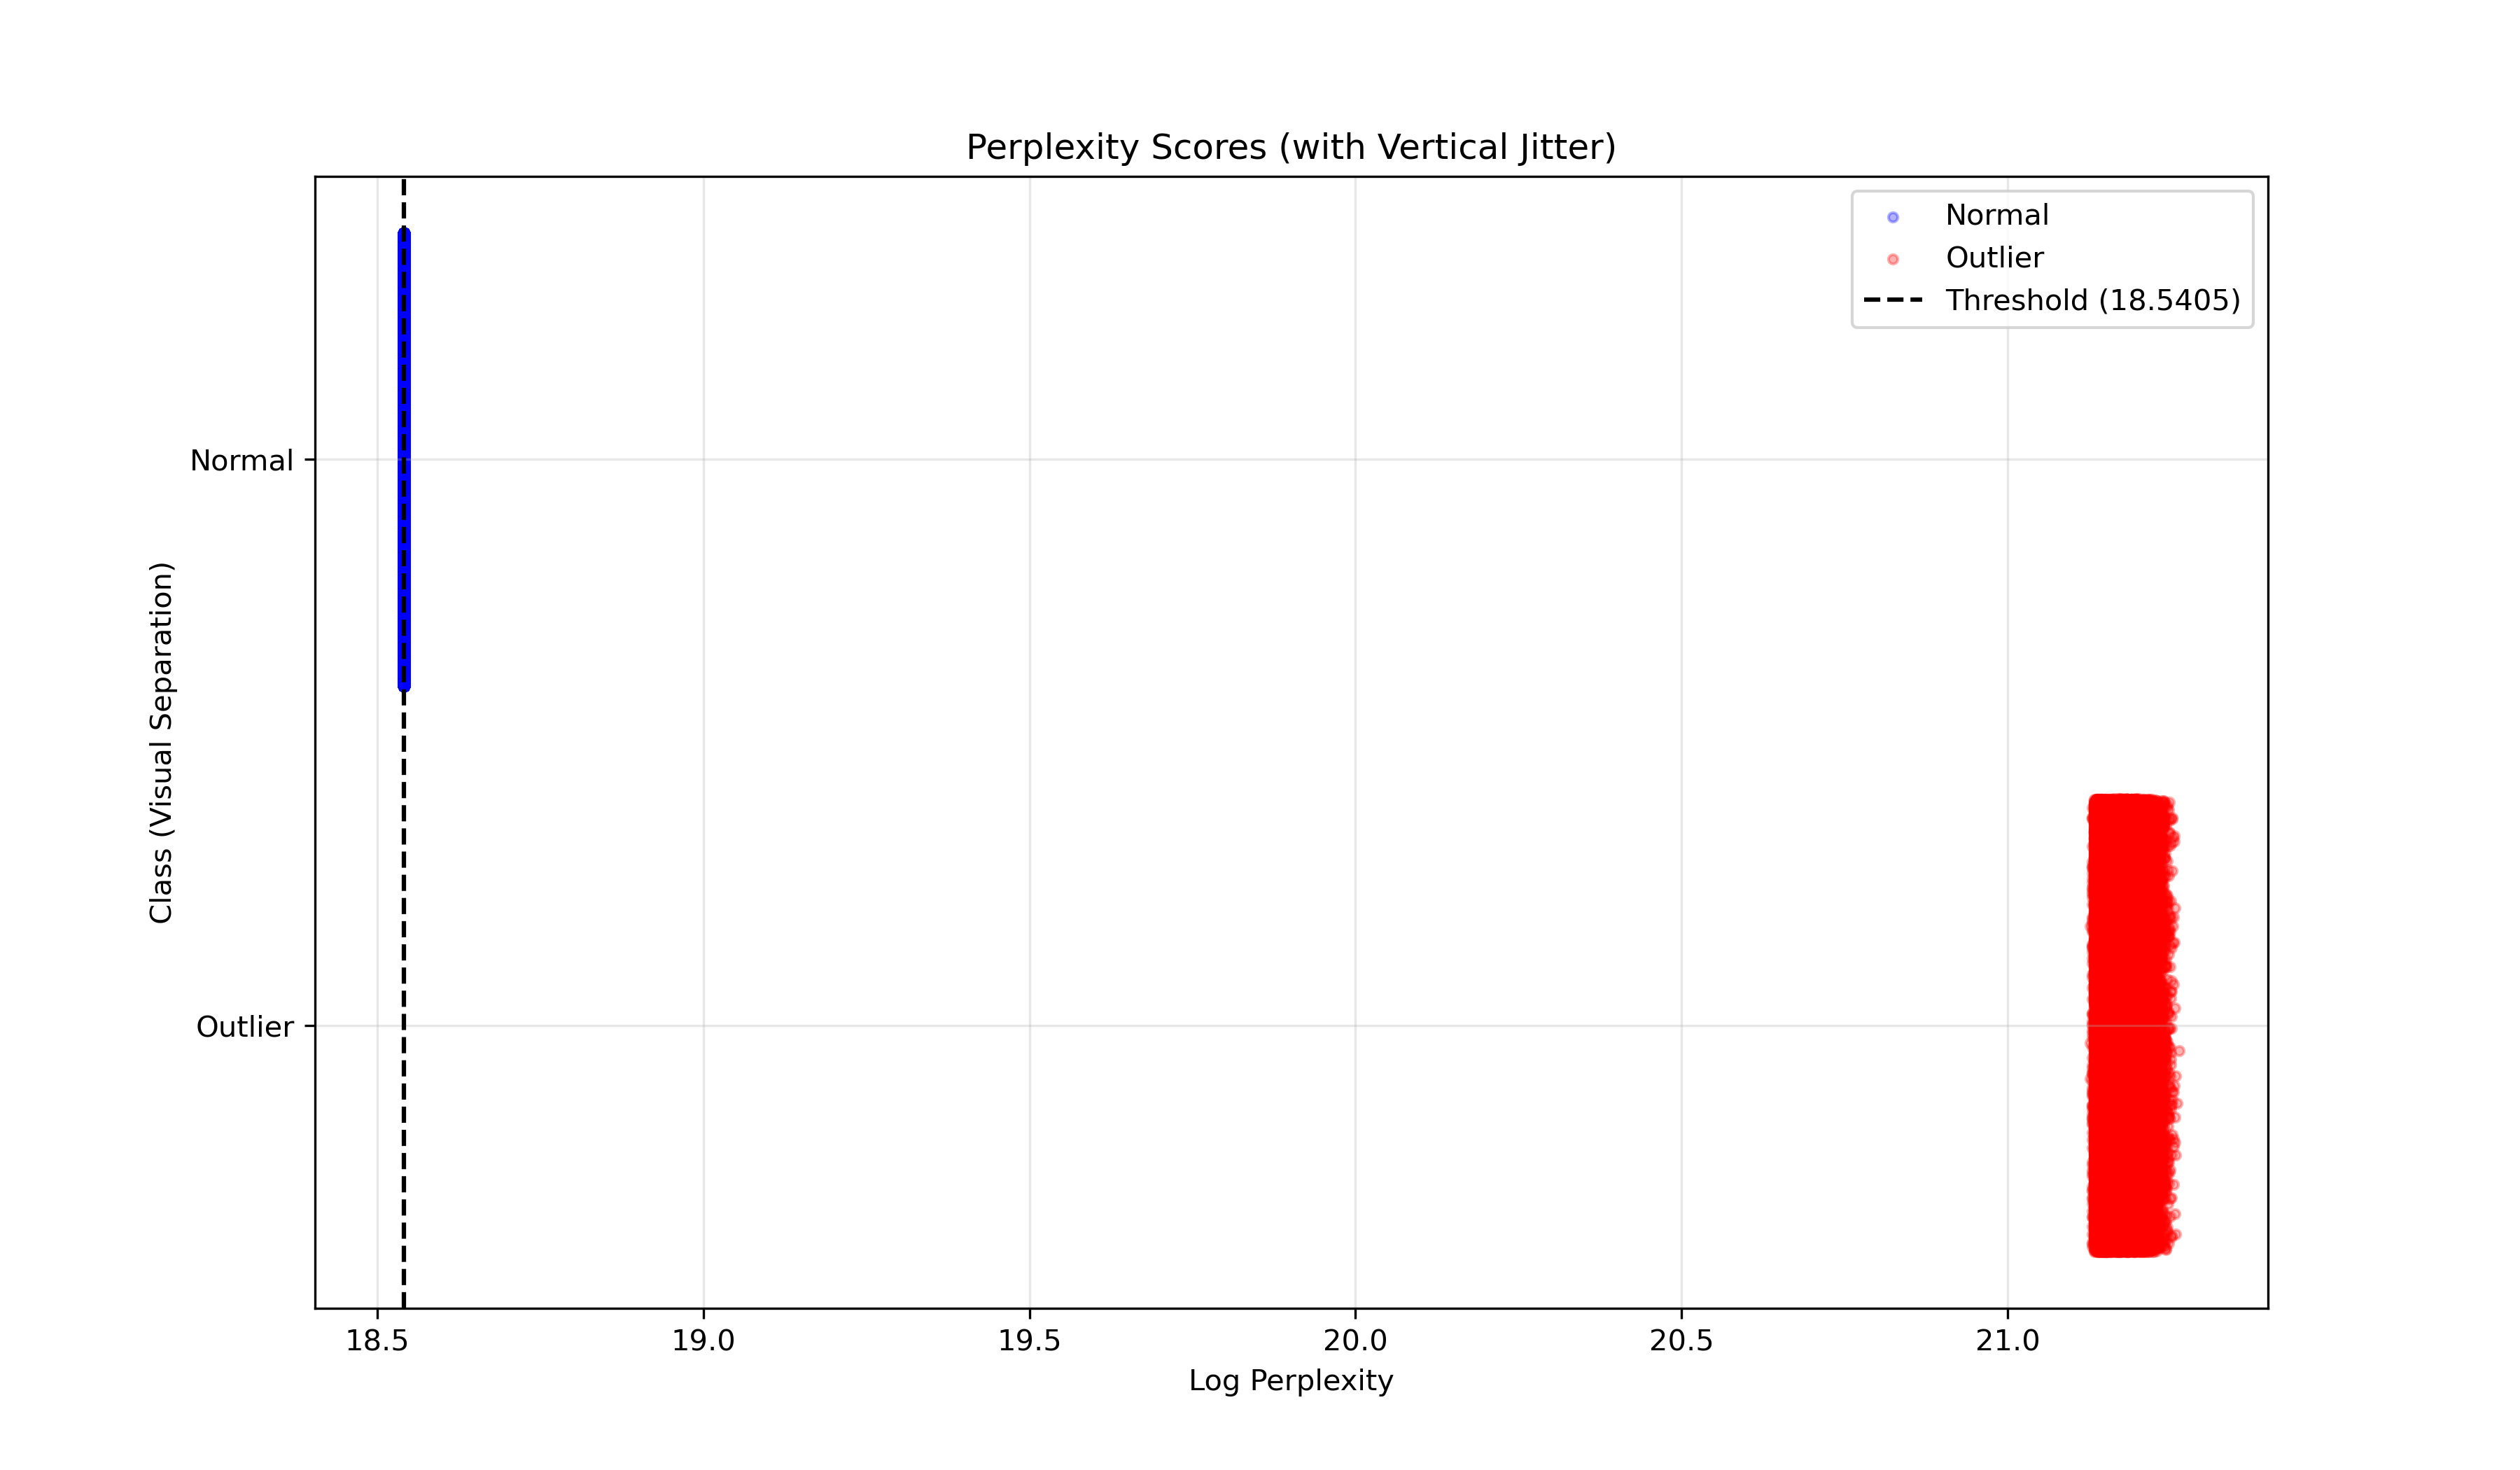 Perplexity Scores (with Vertical Jitter)
Normal
Outlier
Threshold (18.5405)
Class (Visual Separation)
Normal
Outlier
18.5 19.0 19.5 20.0 20.5 21.0
Log Perplexity